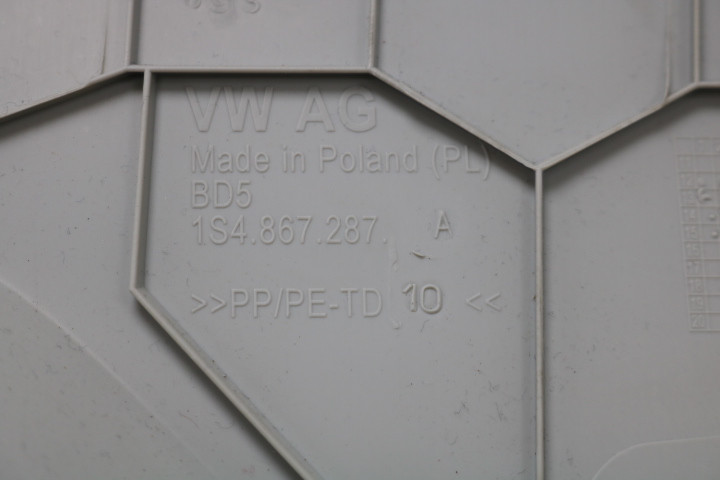 VW AG
Made in Poland (PL)
BD5
1S4.867.287. A
>>PP/PE-TD 10 <<